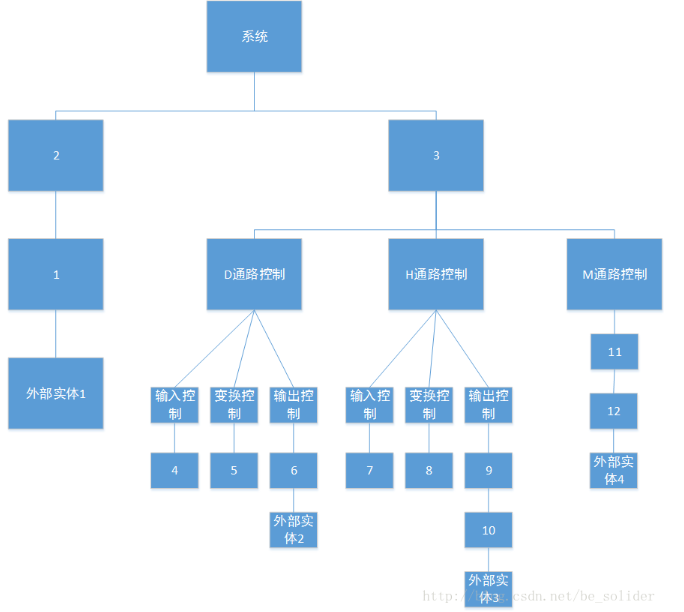 系统
2
3
1
D通路控制
H通路控制
M通路控制
11
外部实体1
输入控
制
变换控
制
输出控
制
输入控
制
变换控
制
输出控
制
12
4
5
6
7
8
9
外部实
体4
外部实
体2
10
外部实
体3
http://blog.csdn.net/be_solider